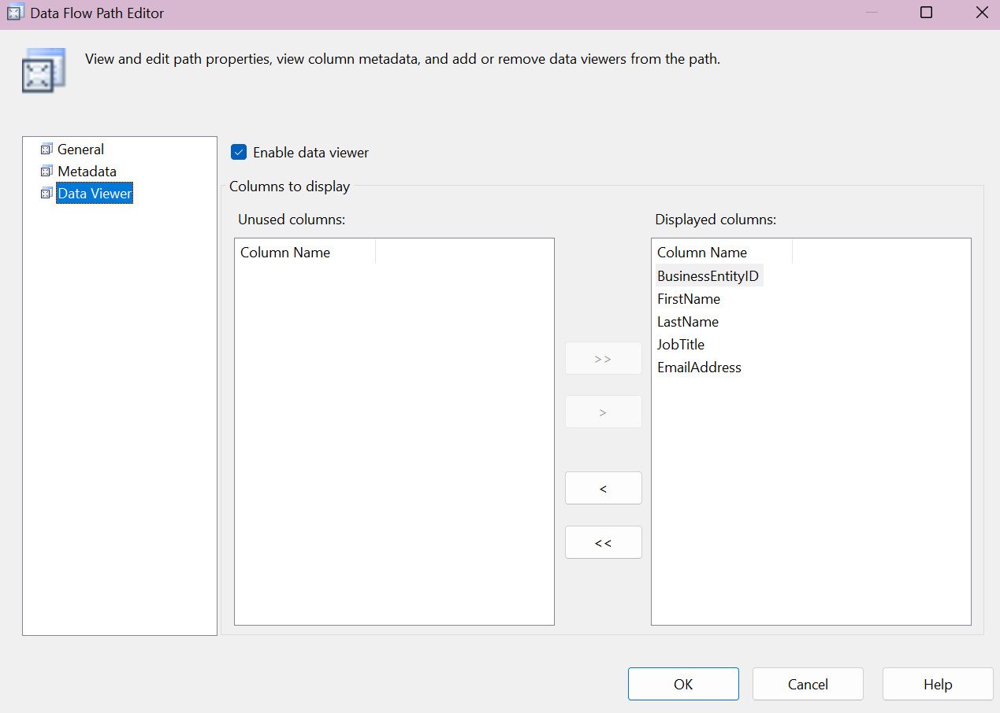 Data Flow Path Editor
View and edit path properties, view column metadata, and add or remove data viewers from the path.
General
Metadata
Data Viewer
Enable data viewer
Columns to display
Unused columns:
Column Name
>>
>
<
<<
Displayed columns:
Column Name
BusinessEntityID
FirstName
LastName
JobTitle
EmailAddress
OK
Cancel
Help